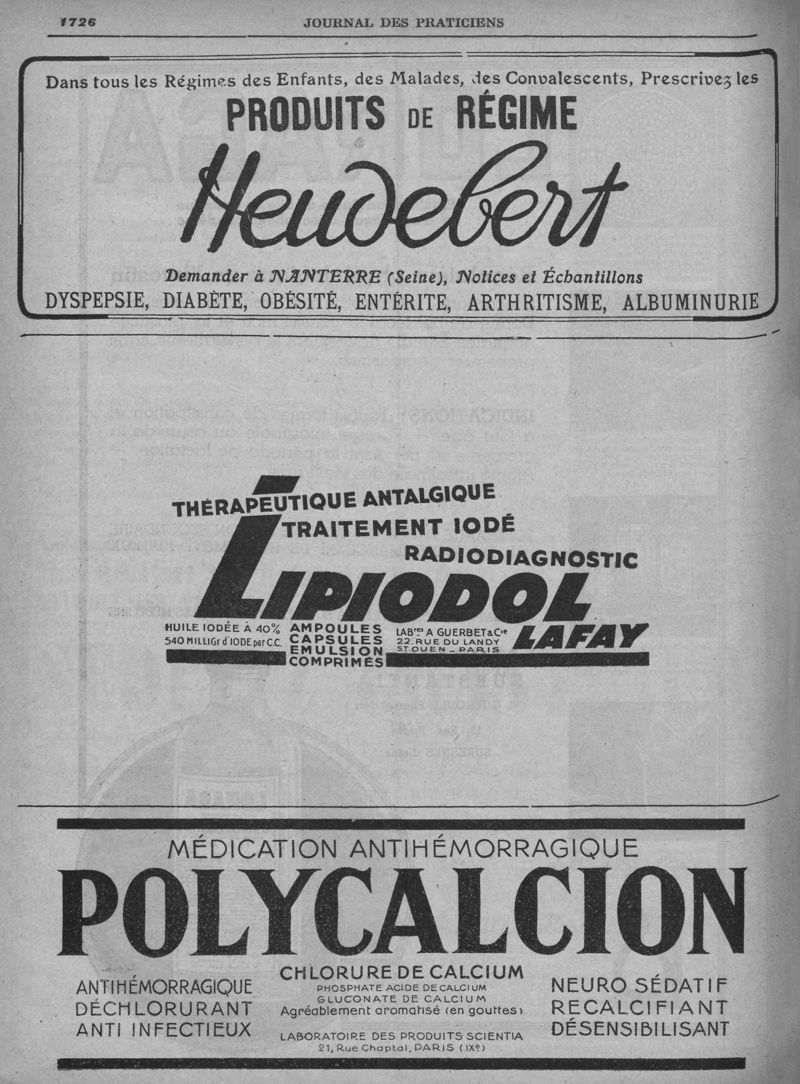 1726
JOURNAL DES PRATICIENS
Dans tous les Régimes des Enfants, des Malades, des Convalescents, Prescrivez les
PRODUITS DE RÉGIME
Heudebert
Demander à NANTERRE (Seine), Notices et Échantillons
DYSPEPSIE, DIABÈTE, OBÉSITÉ, ENTÉRITE, ARTHRITISME, ALBUMINURIE
THÉRAPEUTIQUE ANTALGIQUE
TRAITEMENT IODÉ
RADIODIAGNOSTIC
LIPIODOL
LAFAY
HUILE IODÉE À 40%
540 MILLIGr d'IODE par C.C.
AMPOULES
CAPSULES
EMULSION
COMPRIMÉS
LABres A GUERBET & Cie
22, RUE DU LANDY
ST OUEN - PARIS
MÉDICATION ANTIHÉMORRAGIQUE
POLYCALCION
ANTIHÉMORRAGIQUE
DÉCHLORURANT
ANTI INFECTIEUX
CHLORURE DE CALCIUM
PHOSPHATE ACIDE DE CALCIUM
GLUCONATE DE CALCIUM
Agréablement aromatisé (en gouttes)
LABORATOIRE DES PRODUITS SCIENTIA
21, Rue Chaptal, PARIS (IXe)
NEURO SÉDATIF
RECALCIFIANT
DÉSENSIBILISANT